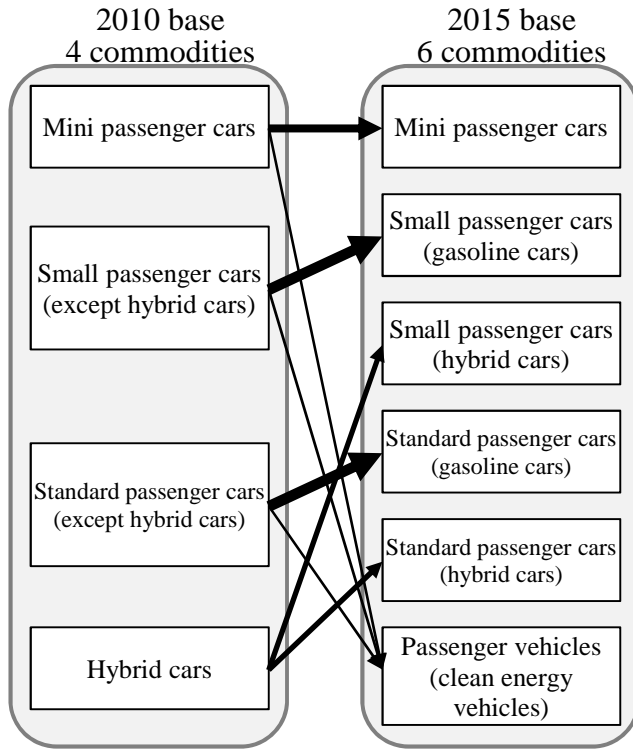 2010 base
4 commodities
Mini passenger cars
Small passenger cars
(except hybrid cars)
Standard passenger cars
(except hybrid cars)
Hybrid cars
2015 base
6 commodities
Mini passenger cars
Small passenger cars
(gasoline cars)
Small passenger cars
(hybrid cars)
Standard passenger cars
(gasoline cars)
Standard passenger cars
(hybrid cars)
Passenger vehicles
(clean energy
vehicles)